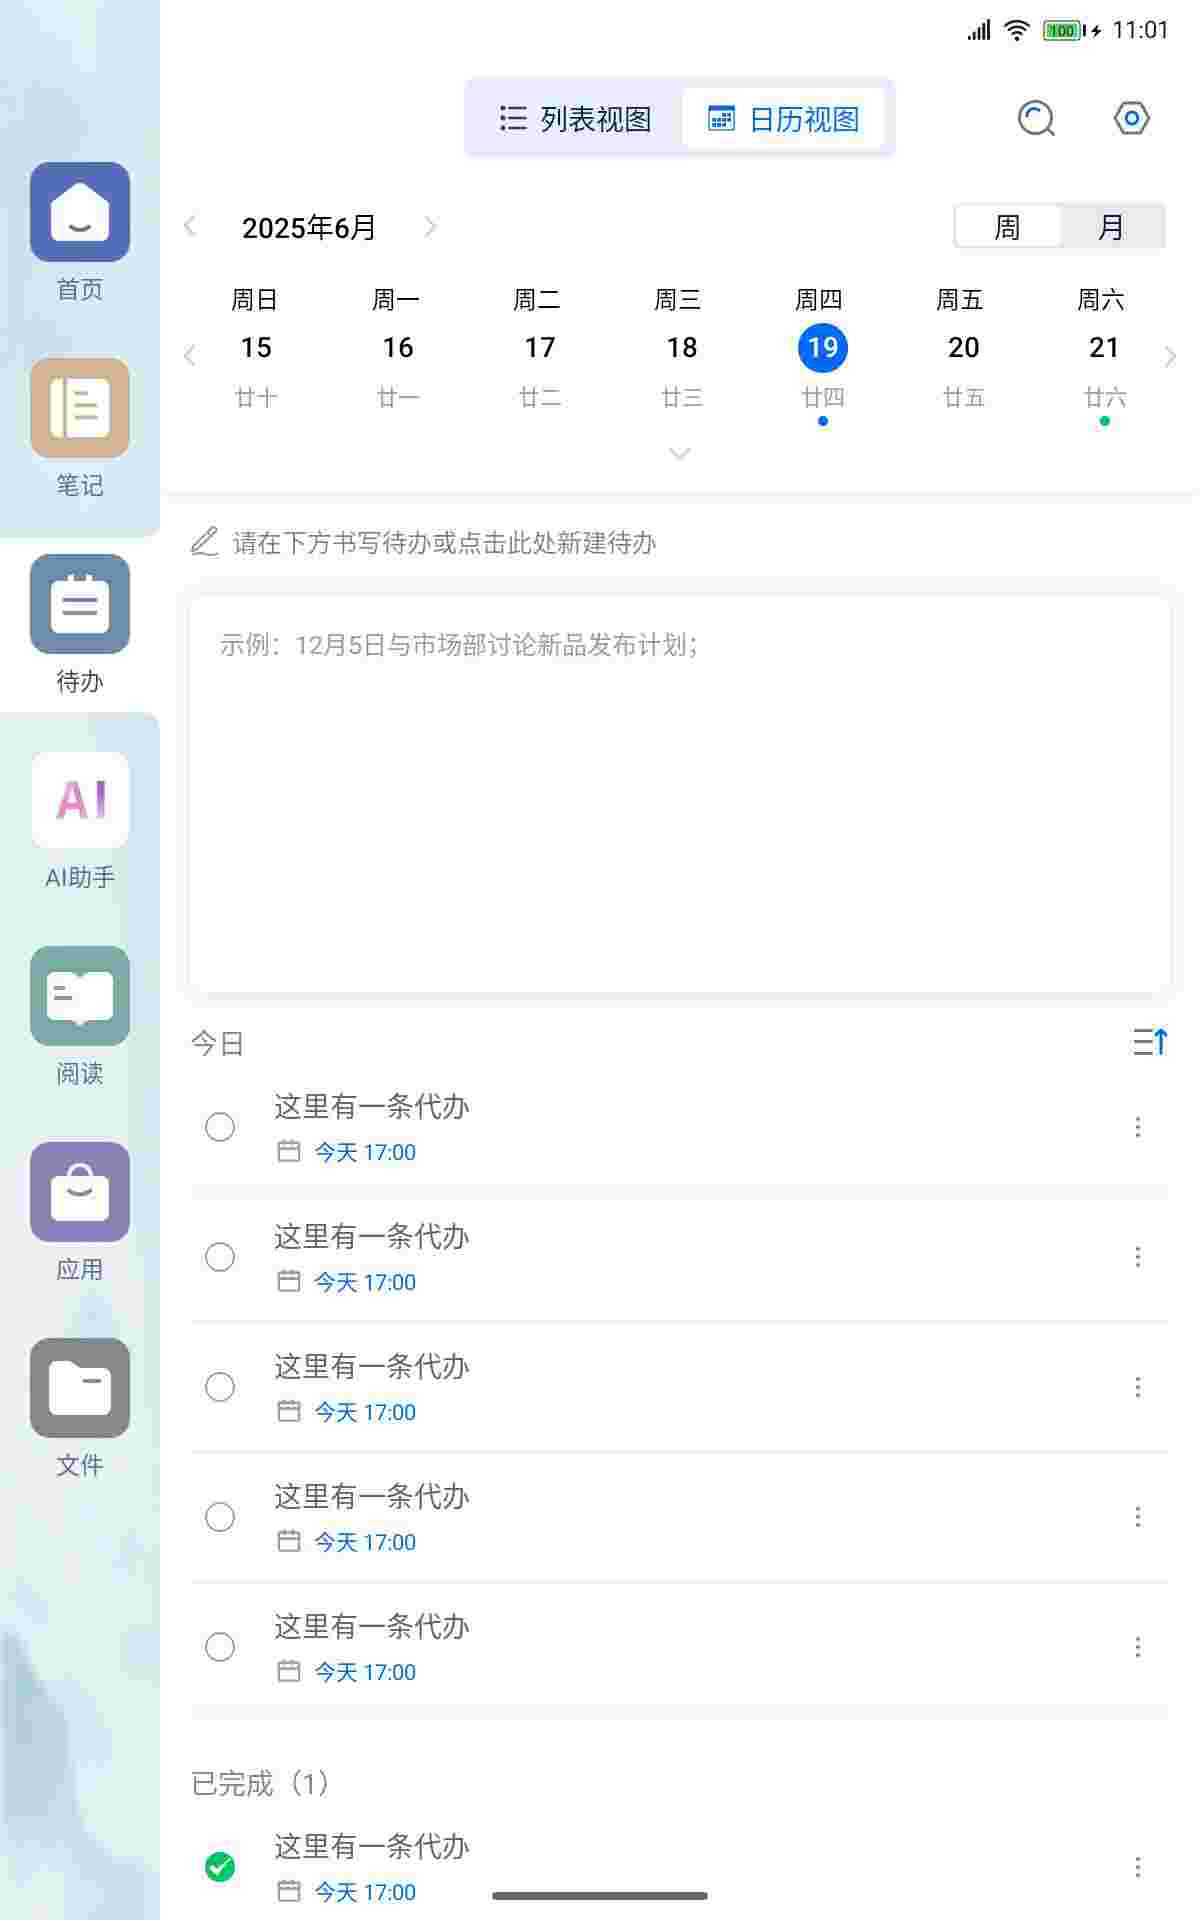 100 11:01
列表视图 日历视图
2025年6月 周 月
周日 周一 周二 周三 周四 周五 周六
15 16 17 18 19 20 21
廿十 廿一 廿二 廿三 廿四 廿五 廿六
首页
笔记
待办
AI
AI助手
阅读
应用
文件
请在下方书写待办或点击此处新建待办
示例：12月5日与市场部讨论新品发布计划；
今日
这里有一条代办
今天 17:00
这里有一条代办
今天 17:00
这里有一条代办
今天 17:00
这里有一条代办
今天 17:00
这里有一条代办
今天 17:00
已完成（1）
这里有一条代办
今天 17:00